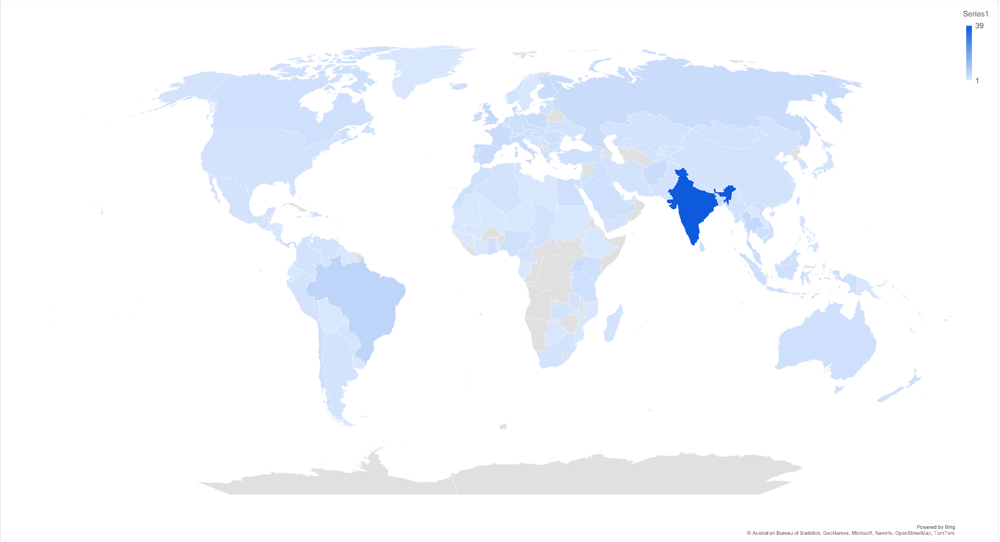 Series1
39
1
Powered by Bing
© Australian Bureau of Statistics, GeoNames, Microsoft, Navinfo, OpenStreetMap, TomTom